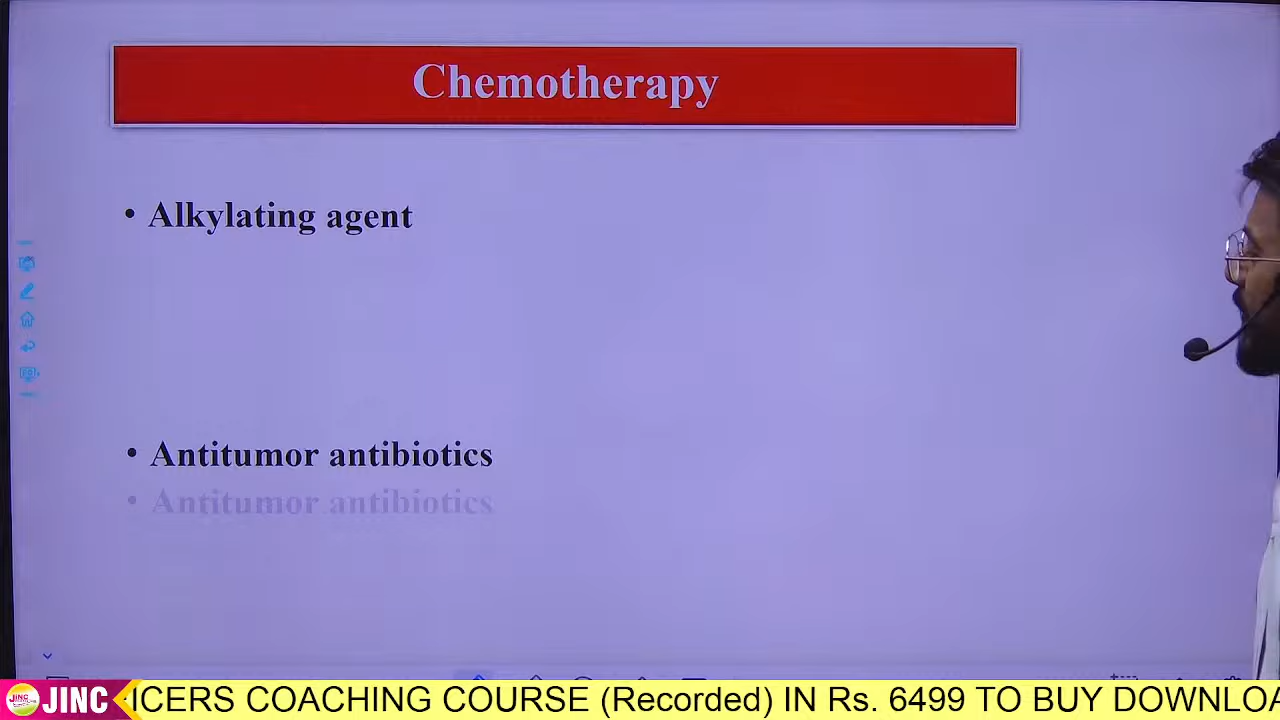 Chemotherapy
• Alkylating agent
• Antitumor antibiotics
• Antitumor antibiotics
JINC
ICERS COACHING COURSE (Recorded) IN Rs. 6499 TO BUY DOWNLOA